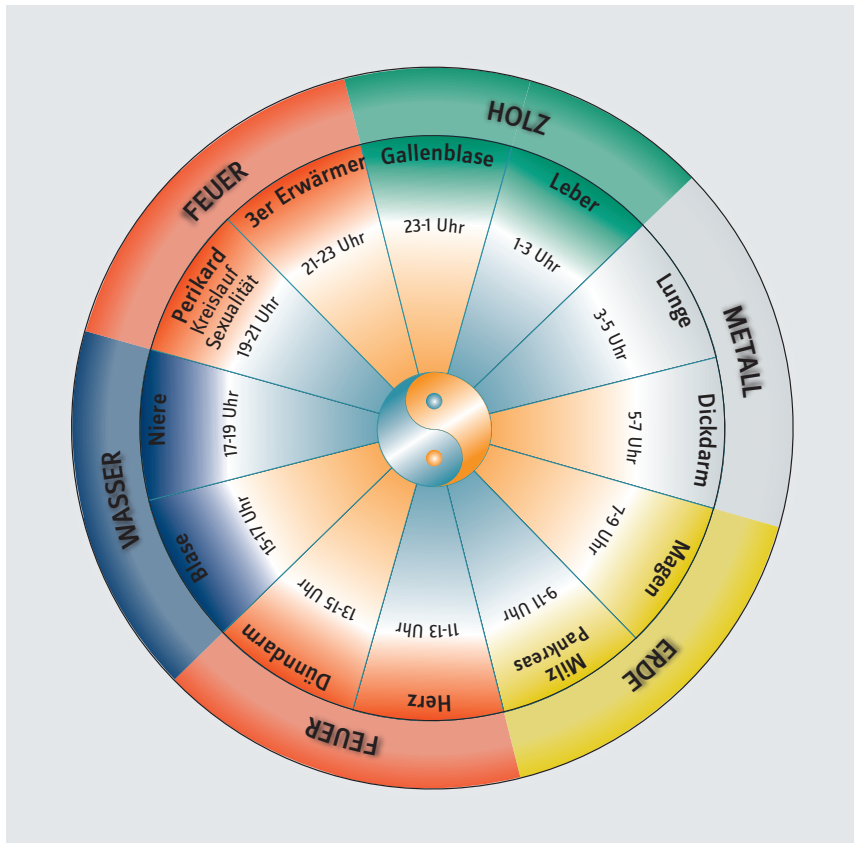 HOLZ
Gallenblase
23-1 Uhr
Leber
1-3 Uhr
METALL
Lunge
3-5 Uhr
Dickdarm
5-7 Uhr
ERDE
Magen
7-9 Uhr
Milz
Pankreas
9-11 Uhr
FEUER
Herz
11-13 Uhr
Dünndarm
13-15 Uhr
WASSER
Blase
15-17 Uhr
Niere
17-19 Uhr
FEUER
Perikard
Kreislauf
Sexualität
19-21 Uhr
3er Erwärmer
21-23 Uhr